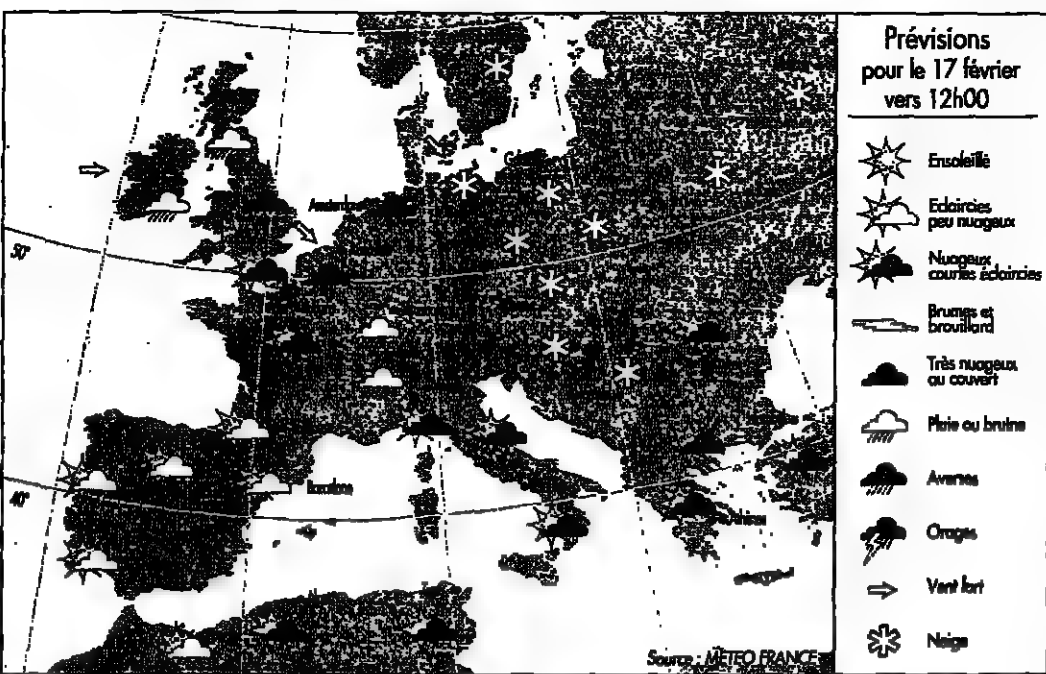 Prévisions
pour le 17 février
vers 12h00
Ensoleillé
Eclaircies
peu nuageux
Nuageux
courtes éclaircies
Brumes et
brouillard
Très nuageux
ou couvert
Pluie ou bruine
Averses
Orages
Vent fort
Neige
50°
40°
Source : METEO FRANCE